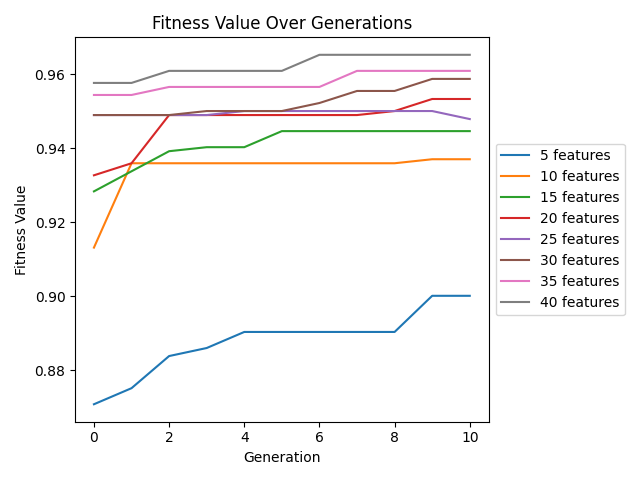 Fitness Value Over Generations
Fitness Value
0.96
0.94
0.92
0.90
0.88
0
2
4
6
8
10
Generation
5 features
10 features
15 features
20 features
25 features
30 features
35 features
40 features